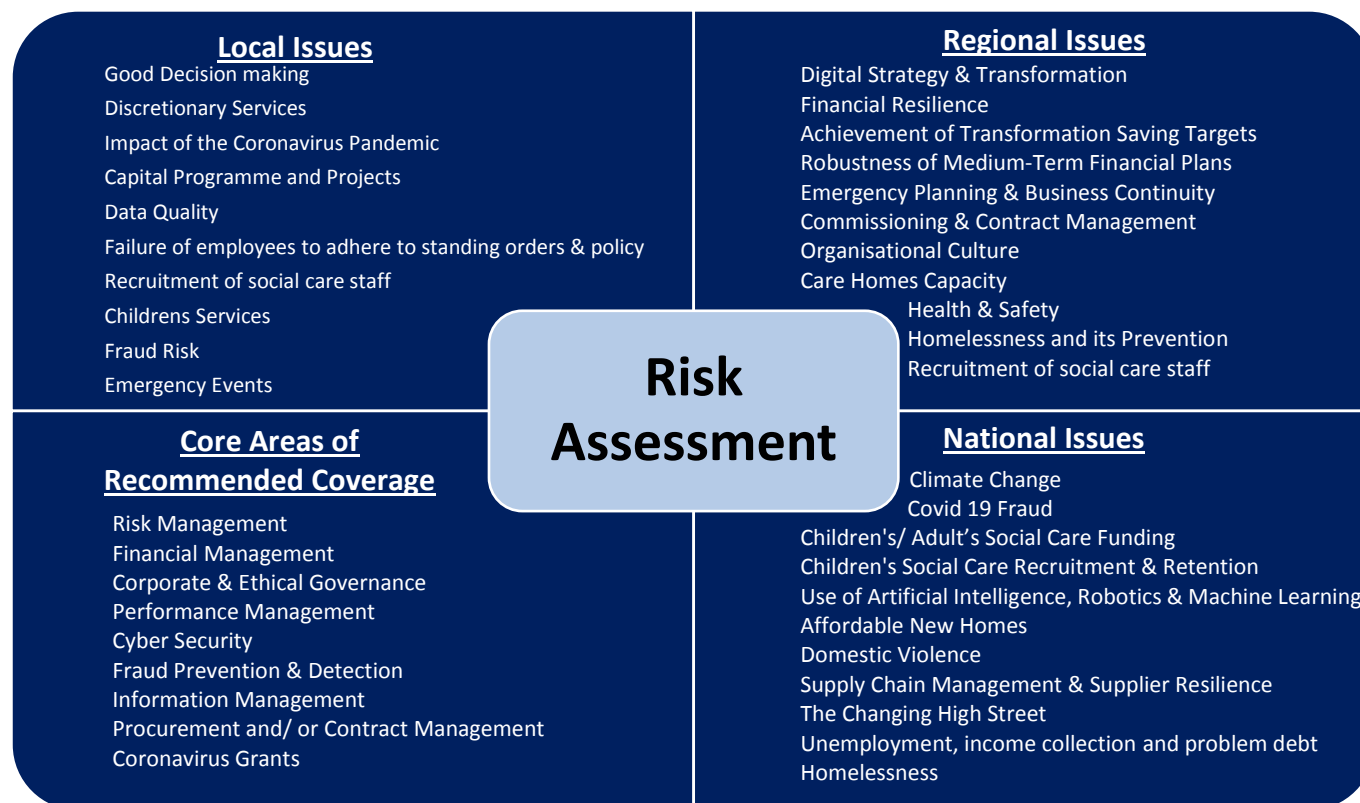 Local Issues
Good Decision making
Discretionary Services
Impact of the Coronavirus Pandemic
Capital Programme and Projects
Data Quality
Failure of employees to adhere to standing orders & policy
Recruitment of social care staff
Childrens Services
Fraud Risk
Emergency Events
Regional Issues
Digital Strategy & Transformation
Financial Resilience
Achievement of Transformation Saving Targets
Robustness of Medium-Term Financial Plans
Emergency Planning & Business Continuity
Commissioning & Contract Management
Organisational Culture
Care Homes Capacity
Health & Safety
Homelessness and its Prevention
Recruitment of social care staff
Risk
Assessment
Core Areas of
Recommended Coverage
Risk Management
Financial Management
Corporate & Ethical Governance
Performance Management
Cyber Security
Fraud Prevention & Detection
Information Management
Procurement and/ or Contract Management
Coronavirus Grants
National Issues
Climate Change
Covid 19 Fraud
Children's/ Adult’s Social Care Funding
Children's Social Care Recruitment & Retention
Use of Artificial Intelligence, Robotics & Machine Learning
Affordable New Homes
Domestic Violence
Supply Chain Management & Supplier Resilience
The Changing High Street
Unemployment, income collection and problem debt
Homelessness